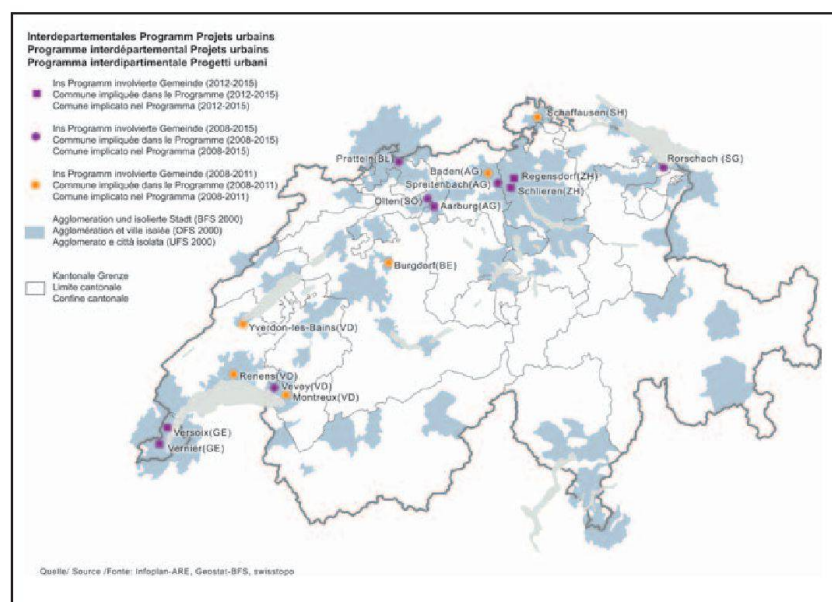 Interdepartementales Programm Projets urbains
Programme interdépartemental Projets urbains
Programma interdipartimentale Progetti urbani
Ins Programm involvierte Gemeinde (2012-2015)
Commune impliquée dans le Programme (2012-2015)
Comune implicato nel Programma (2012-2015)
Ins Programm involvierte Gemeinde (2008-2015)
Commune impliquée dans le Programme (2008-2015)
Comune implicato nel Programma (2008-2015)
Ins Programm involvierte Gemeinde (2008-2011)
Commune impliquée dans le Programme (2008-2011)
Comune implicato nel Programma (2008-2011)
Agglomeration und isolierte Stadt (BFS 2000)
Agglomération et ville isolée (OFS 2000)
Agglomerato e città isolata (UFS 2000)
Kantonale Grenze
Limite cantonale
Confine cantonale
Schaffausen(SH)
Pratteln(BL)
Baden(AG)
Regensdorf(ZH)
Rorschach (SG)
Spreitenbach(AG)
Schlieren(ZH)
Olten(SO)
Aarburg(AG)
Burgdorf(BE)
Yverdon-les-Bains(VD)
Renens(VD)
Vevey(VD)
Montreux(VD)
Versoix(GE)
Vernier(GE)
Quelle/ Source /Fonte: Infoplan-ARE, Geostat-BFS, swisstopo